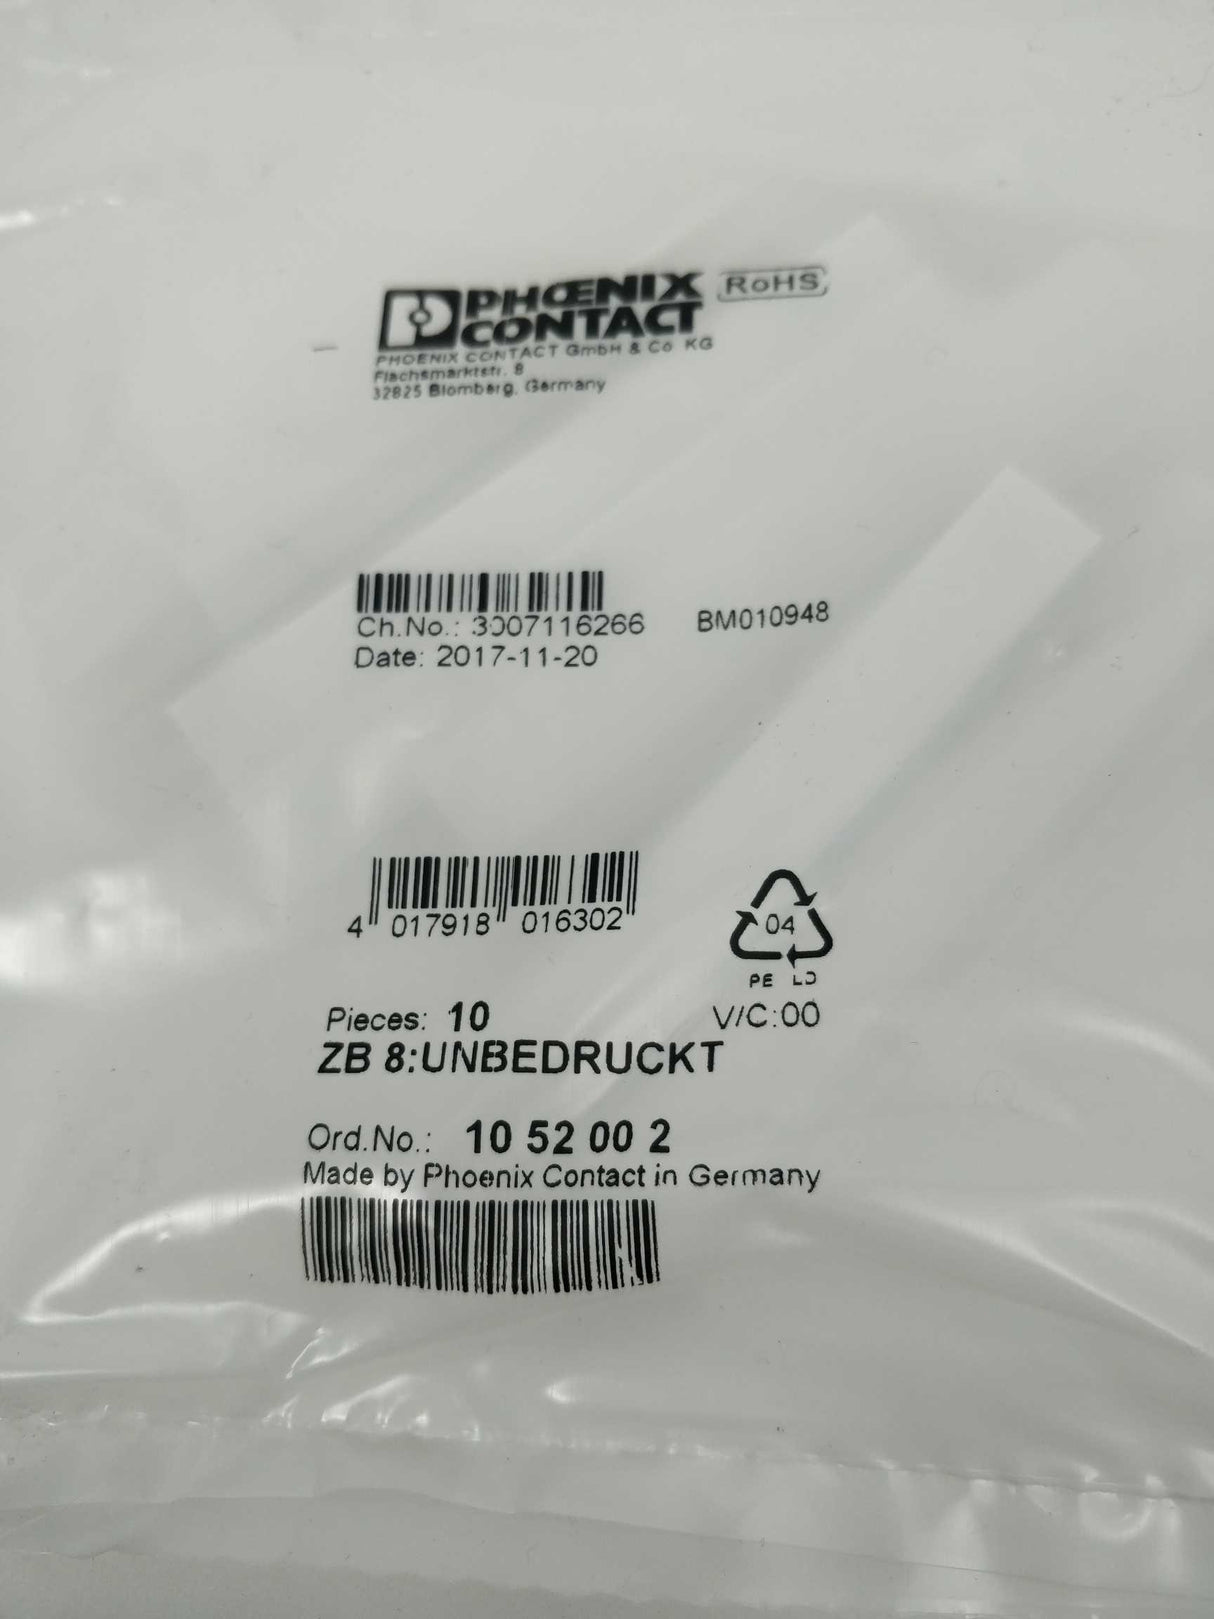 PHŒNIX CONTACT RoHS
PHOENIX CONTACT GmbH & Co KG
Flachsmarktstr. 8
32825 Blomberg, Germany
Ch.No.: 3007116266 BM010948
Date: 2017-11-20
4 017918 016302
04
PE LD
Pieces: 10 V/C:00
ZB 8:UNBEDRUCKT
Ord.No.: 10 52 00 2
Made by Phoenix Contact in Germany